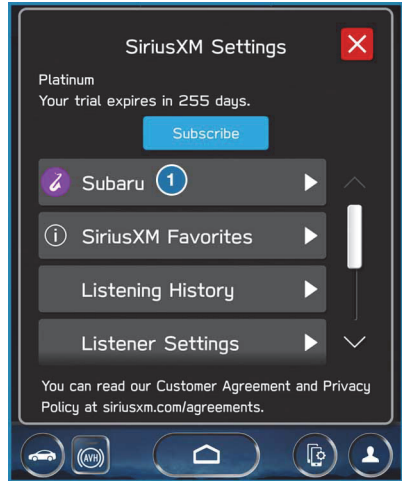 SiriusXM Settings
Platinum
Your trial expires in 255 days.
Subscribe
Subaru 1
SiriusXM Favorites
Listening History
Listener Settings
You can read our Customer Agreement and Privacy
Policy at siriusxm.com/agreements.
AVH